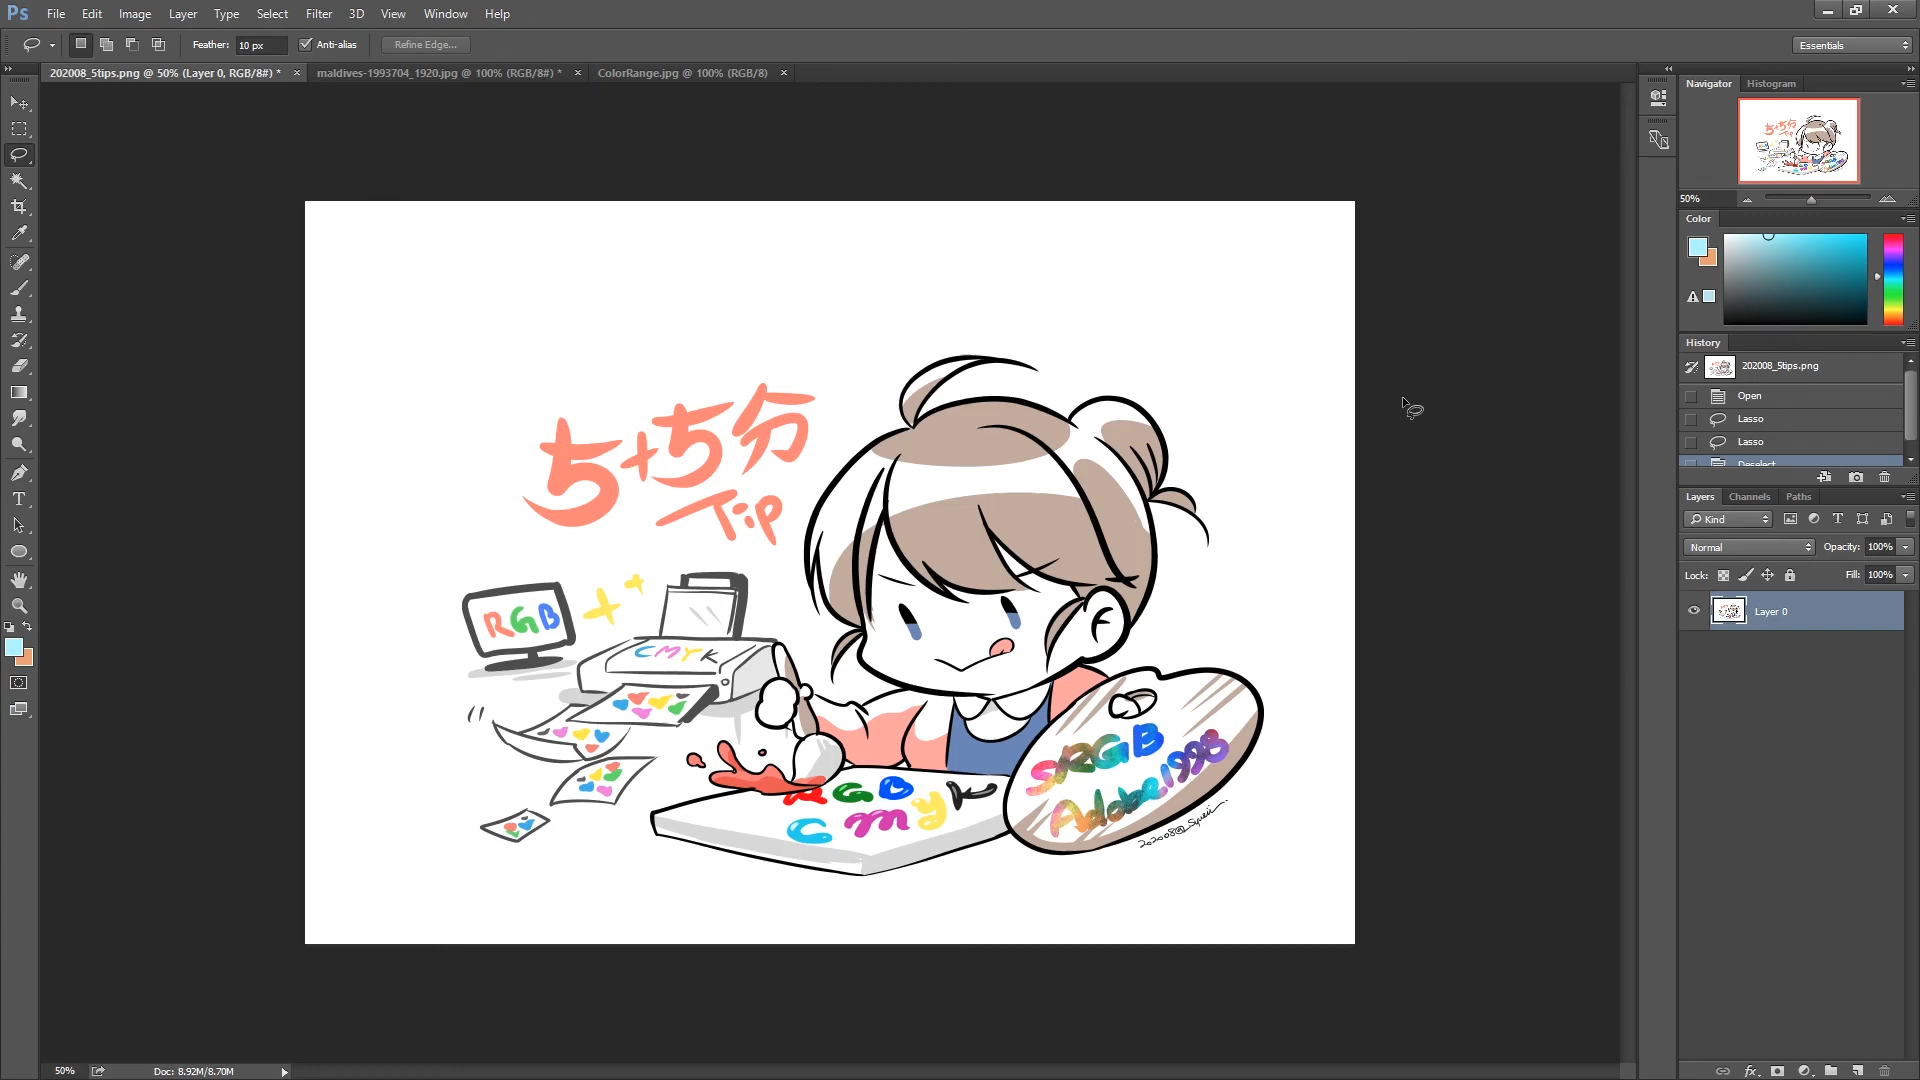 Ps File Edit Image Layer Type Select Filter 3D View Window Help
Feather: 10 px Anti-alias Refine Edge... Essentials
202008_5tips.png @ 50% (Layer 0, RGB/8#) * × maldives-1993704_1920.jpg @ 100% (RGB/8#) * × ColorRange.jpg @ 100% (RGB/8) ×
Navigator Histogram
50%
Color
History
202008_5tips.png
Open
Lasso
Lasso
Deselect
Layers Channels Paths
Kind
Normal Opacity: 100%
Lock: Fill: 100%
Layer 0
5+5分
Tip
RGB
CMYK
RGB
CMYK
SRGB
Adobe1998
202008@_Squeii
50% Doc: 8.92M/8.70M
fx